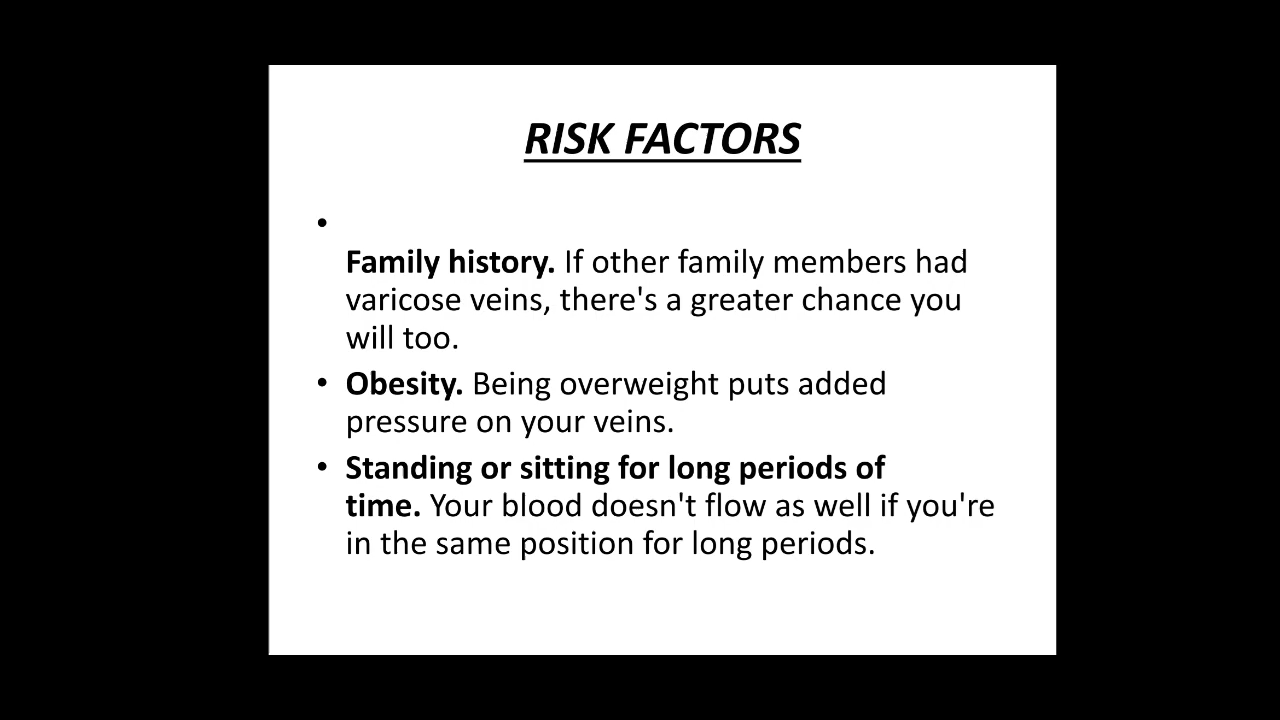 RISK FACTORS
•
Family history. If other family members had
varicose veins, there's a greater chance you
will too.
• Obesity. Being overweight puts added
pressure on your veins.
• Standing or sitting for long periods of
time. Your blood doesn't flow as well if you're
in the same position for long periods.